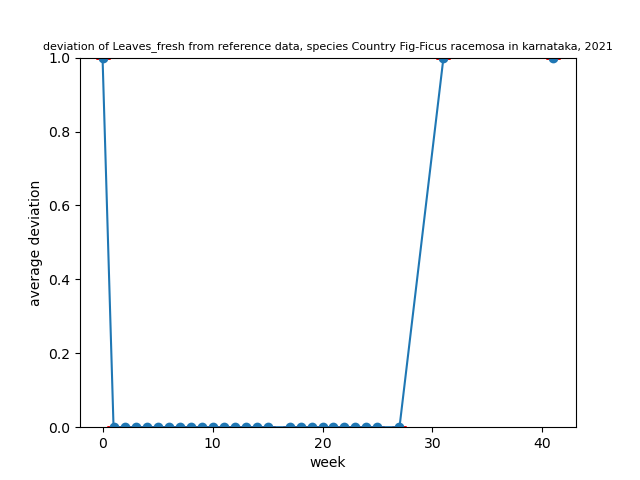 deviation of Leaves_fresh from reference data, species Country Fig-Ficus racemosa in karnataka, 2021
1.0
0.8
0.6
0.4
0.2
0.0
average deviation
0 10 20 30 40
week